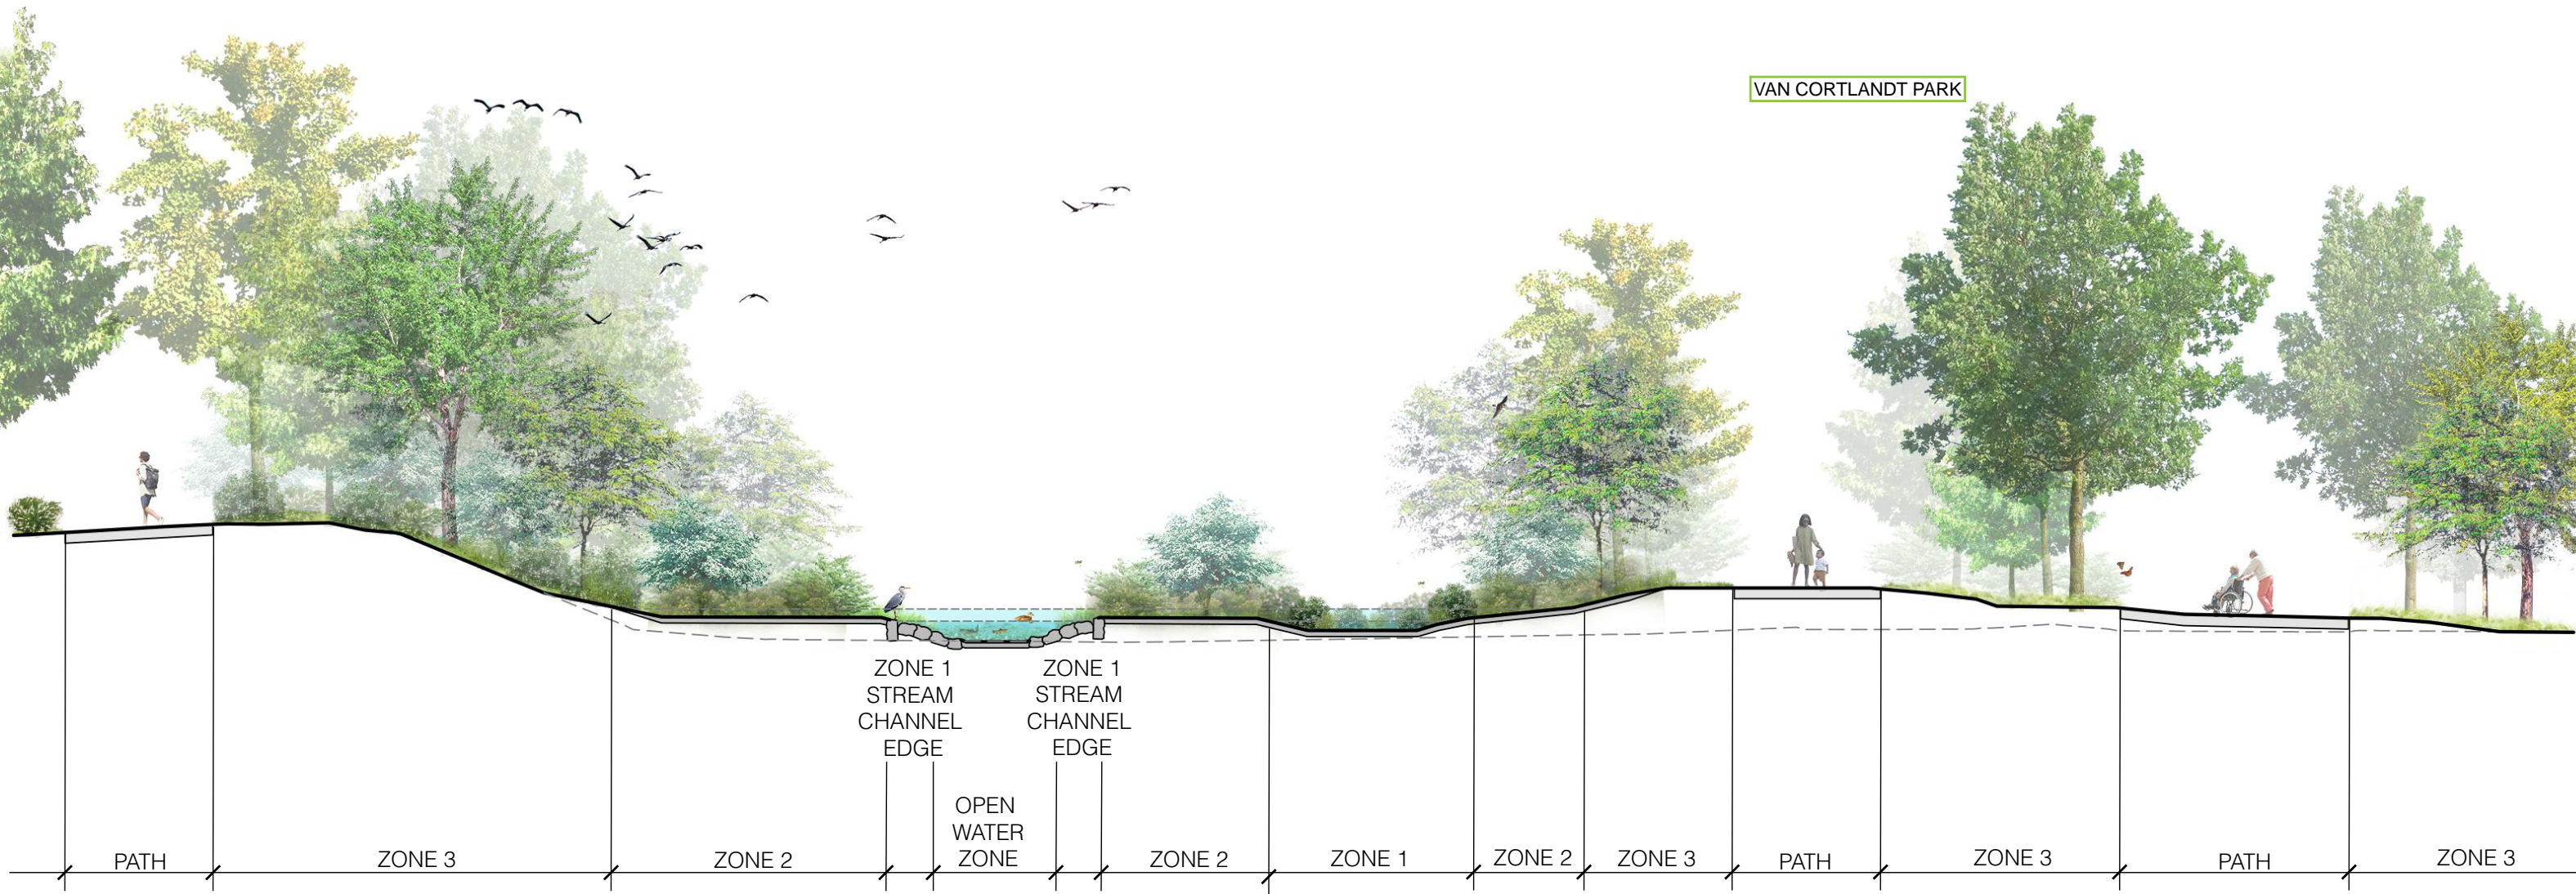 VAN CORTLANDT PARK
ZONE 1
STREAM
CHANNEL
EDGE
ZONE 1
STREAM
CHANNEL
EDGE
PATH
ZONE 3
ZONE 2
OPEN
WATER
ZONE
ZONE 2
ZONE 1
ZONE 2
ZONE 3
PATH
ZONE 3
PATH
ZONE 3